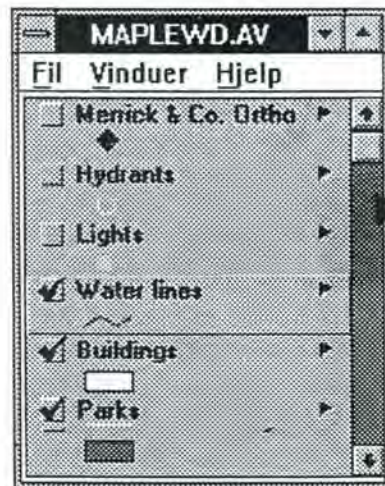 MAPLEWD.AV
Fil Vinduer Hjelp
Merrick & Co. Ortho
Hydrants
Lights
Water lines
Buildings
Parks